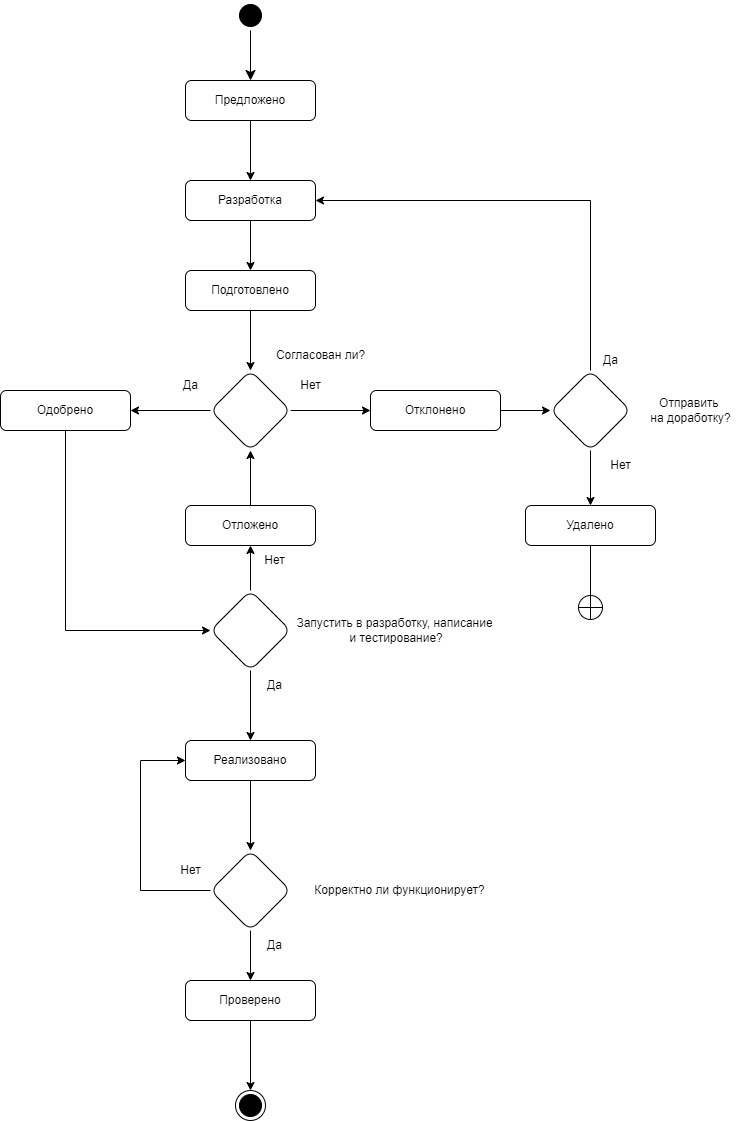 Предложено
Разработка
Подготовлено
Согласован ли?
Да
Нет
Одобрено
Отклонено
Да
Отправить
на доработку?
Нет
Отложено
Удалено
Нет
Запустить в разработку, написание
и тестирование?
Да
Реализовано
Нет
Корректно ли функционирует?
Да
Проверено